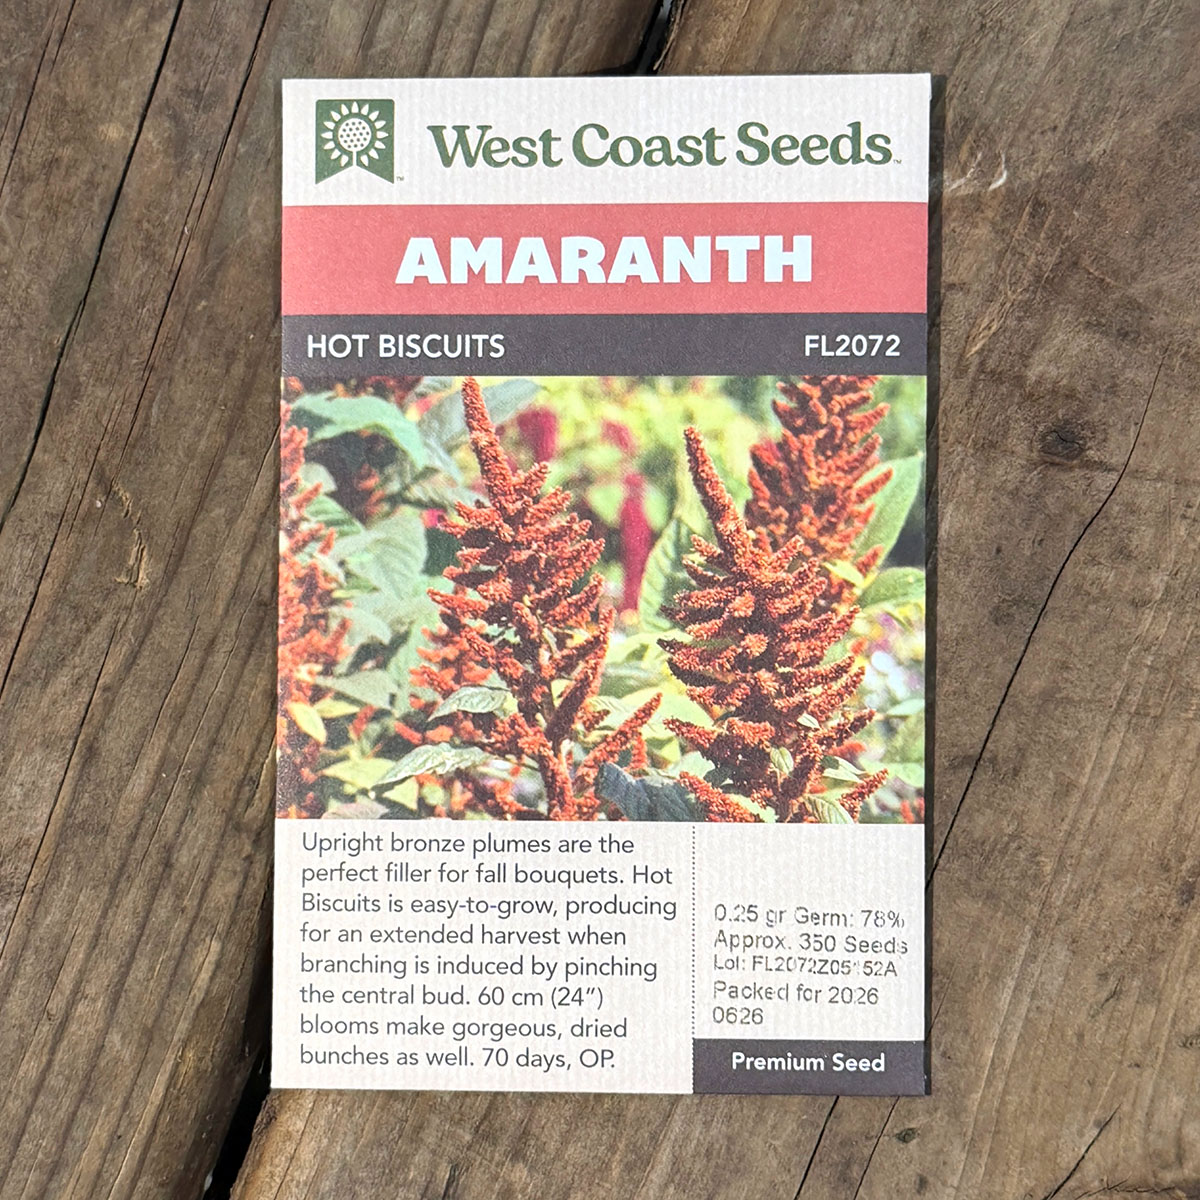 West Coast Seeds™
AMARANTH
HOT BISCUITS FL2072
Upright bronze plumes are the
perfect filler for fall bouquets. Hot
Biscuits is easy-to-grow, producing
for an extended harvest when
branching is induced by pinching
the central bud. 60 cm (24”)
blooms make gorgeous, dried
bunches as well. 70 days, OP.
0.25 gr Germ: 78%
Approx. 350 Seeds
Lot:
Packed for 2026
0626
Premium Seed